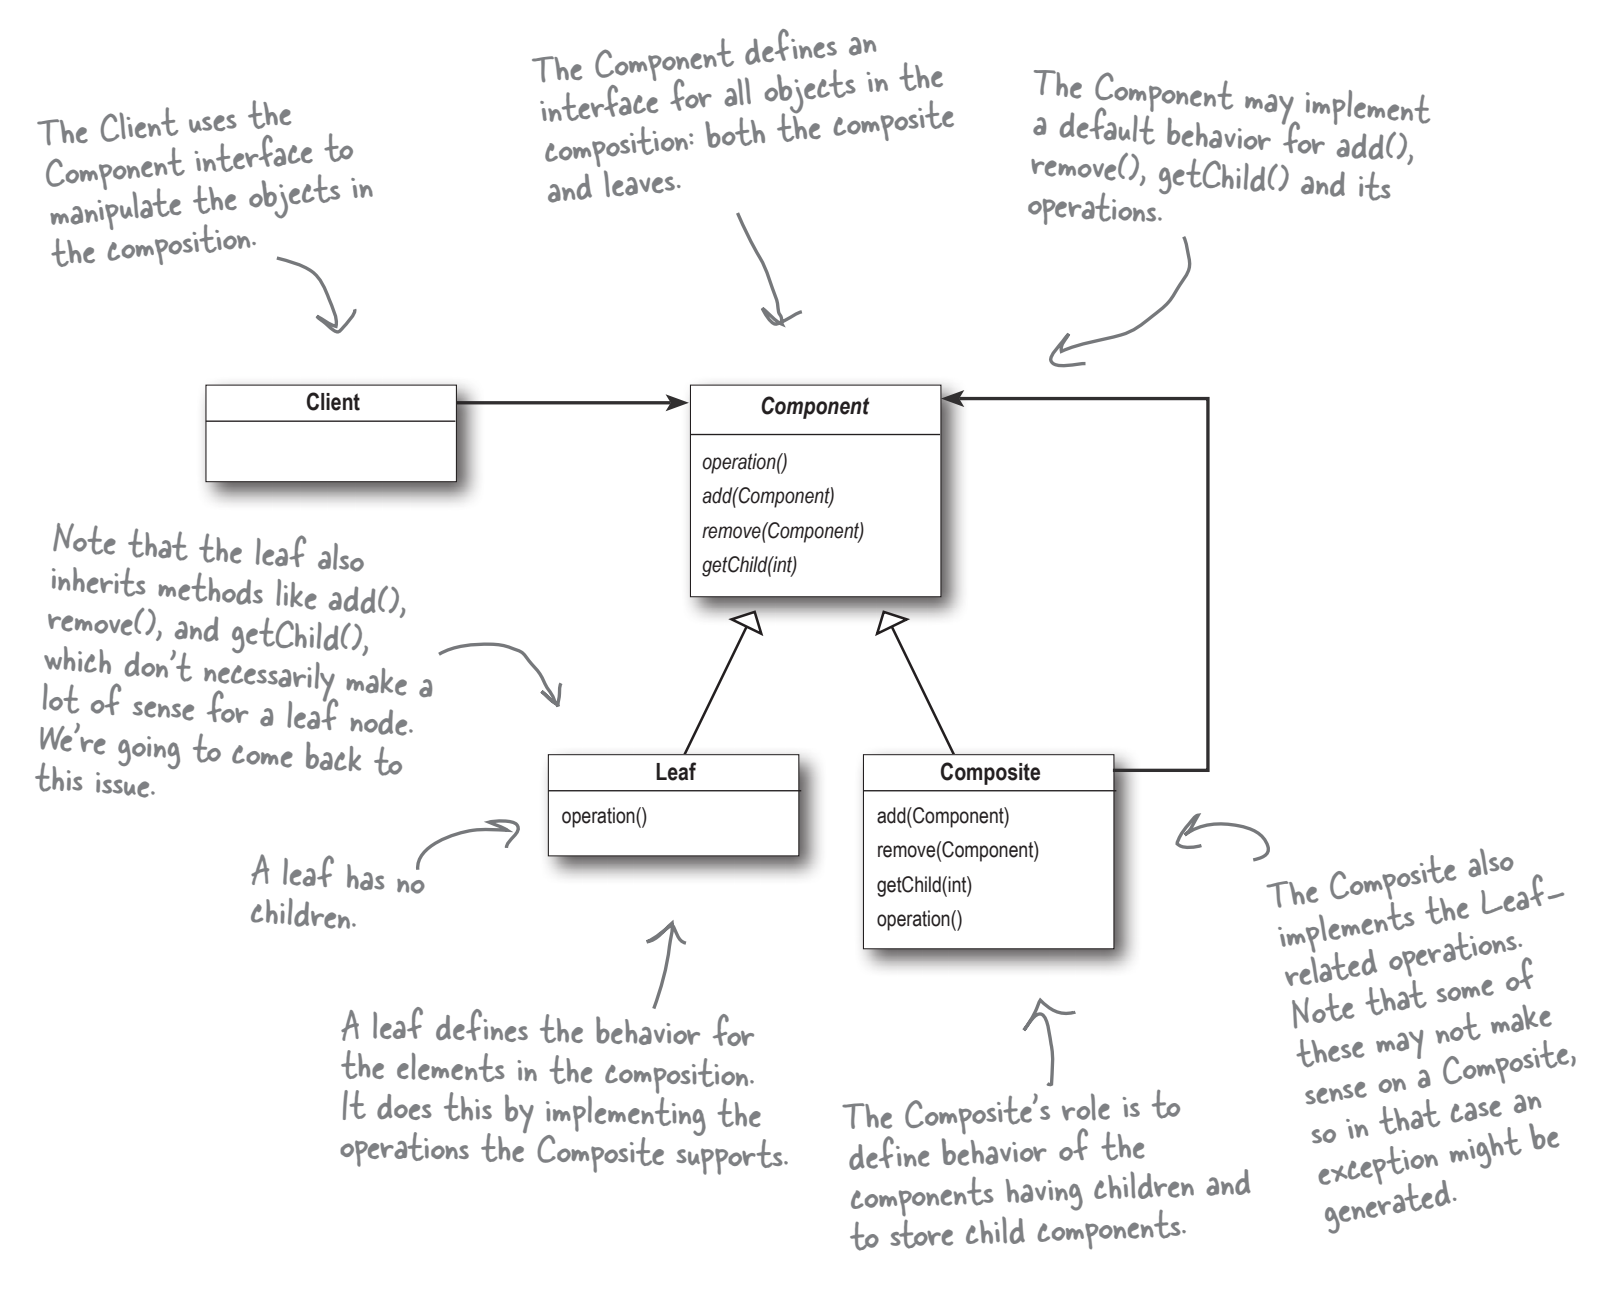 The Client uses the
Component interface to
manipulate the objects in
the composition.
The Component defines an
interface for all objects in the
composition: both the composite
and leaves.
The Component may implement
a default behavior for add(),
remove(), getChild() and its
operations.
Client
Component
operation()
add(Component)
remove(Component)
getChild(int)
Note that the leaf also
inherits methods like add(),
remove(), and getChild(),
which don't necessarily make a
lot of sense for a leaf node.
We're going to come back to
this issue.
Leaf
operation()
Composite
add(Component)
remove(Component)
getChild(int)
operation()
A leaf has no
children.
The Composite also
implements the Leaf-
related operations.
Note that some of
these may not make
sense on a Composite,
so in that case an
exception might be
generated.
A leaf defines the behavior for
the elements in the composition.
It does this by implementing the
operations the Composite supports.
The Composite's role is to
define behavior of the
components having children and
to store child components.